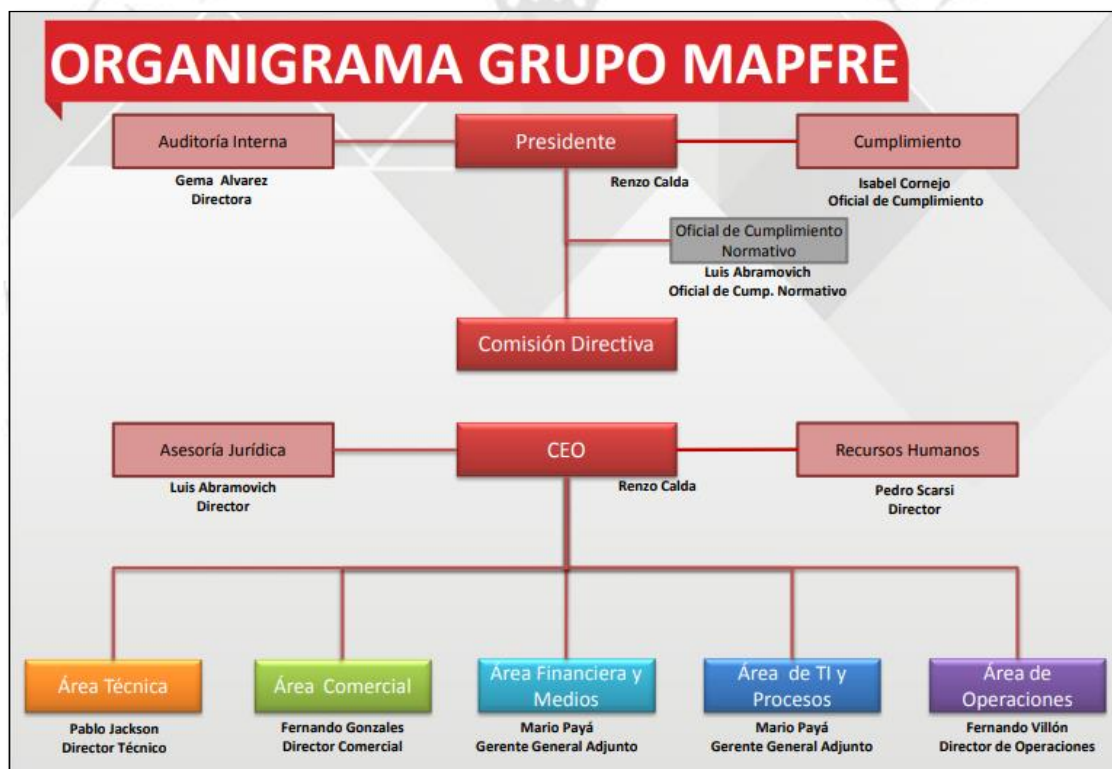 ORGANIGRAMA GRUPO MAPFRE
Auditoría Interna
Gema Alvarez
Directora
Presidente
Renzo Calda
Cumplimiento
Isabel Cornejo
Oficial de Cumplimiento
Oficial de Cumplimiento
Normativo
Luis Abramovich
Oficial de Cump. Normativo
Comisión Directiva
Asesoría Jurídica
Luis Abramovich
Director
CEO
Renzo Calda
Recursos Humanos
Pedro Scarsi
Director
Área Técnica
Pablo Jackson
Director Técnico
Área Comercial
Fernando Gonzales
Director Comercial
Área Financiera y
Medios
Mario Payá
Gerente General Adjunto
Área de TI y
Procesos
Mario Payá
Gerente General Adjunto
Área de
Operaciones
Fernando Villón
Director de Operaciones